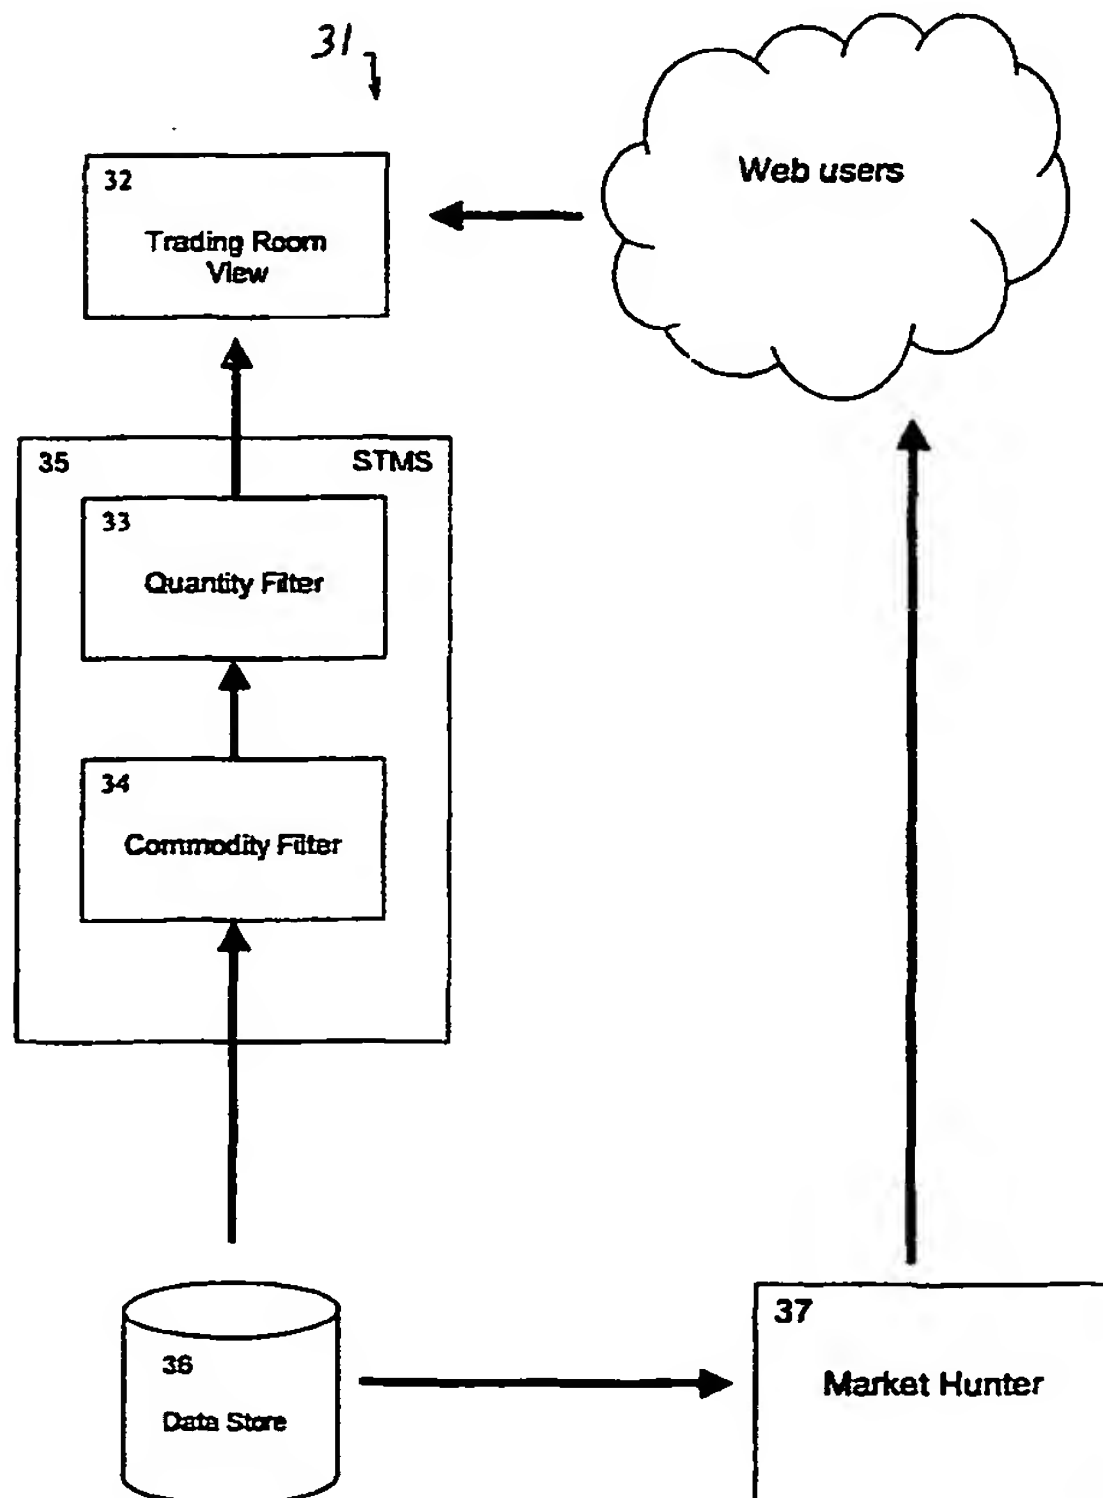 31
Web users
32
Trading Room
View
35
STMS
33
Quantity Filter
34
Commodity Filter
36
Data Store
37
Market Hunter